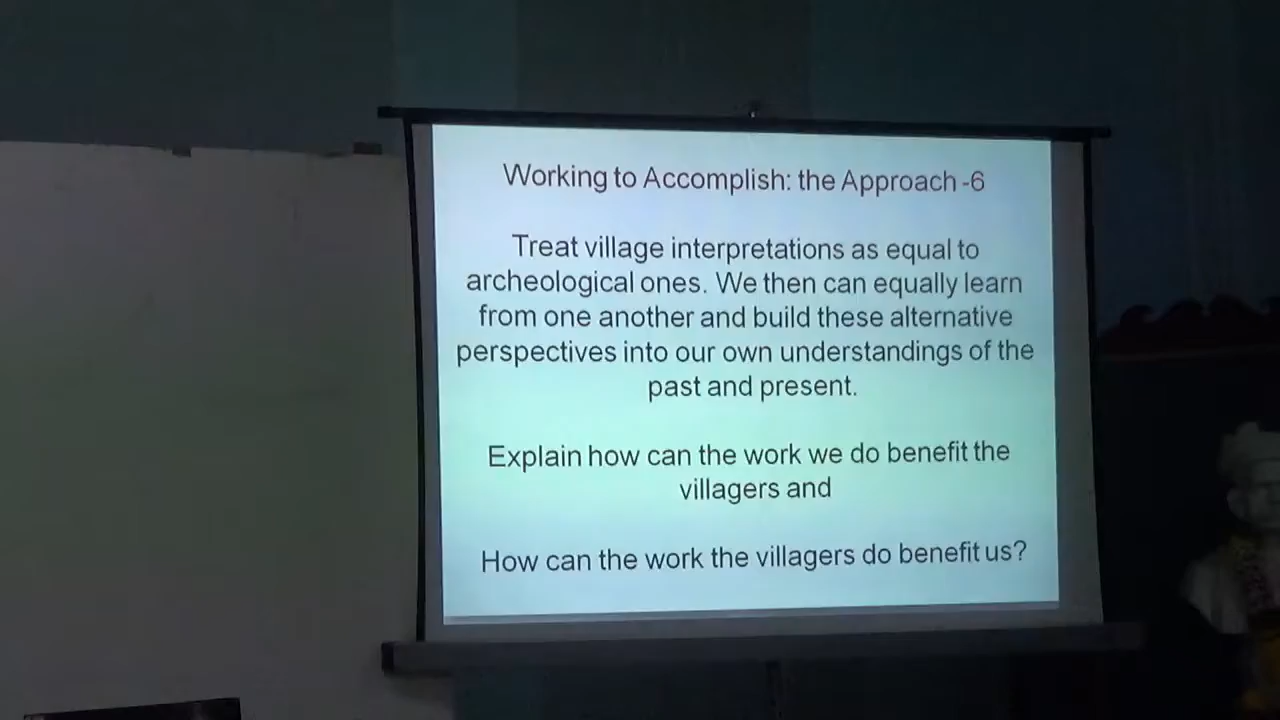 Working to Accomplish: the Approach -6
Treat village interpretations as equal to
archeological ones. We then can equally learn
from one another and build these alternative
perspectives into our own understandings of the
past and present.
Explain how can the work we do benefit the
villagers and
How can the work the villagers do benefit us?